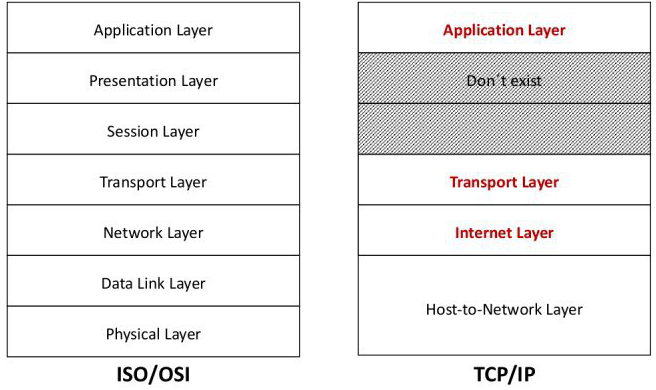 Application Layer
Presentation Layer
Session Layer
Transport Layer
Network Layer
Data Link Layer
Physical Layer
ISO/OSI
Application Layer
Don´t exist
Transport Layer
Internet Layer
Host-to-Network Layer
TCP/IP